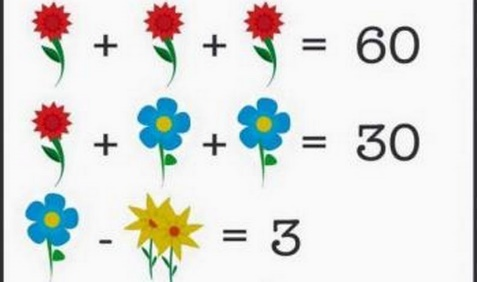 + + = 60
+ + = 30
- = 3